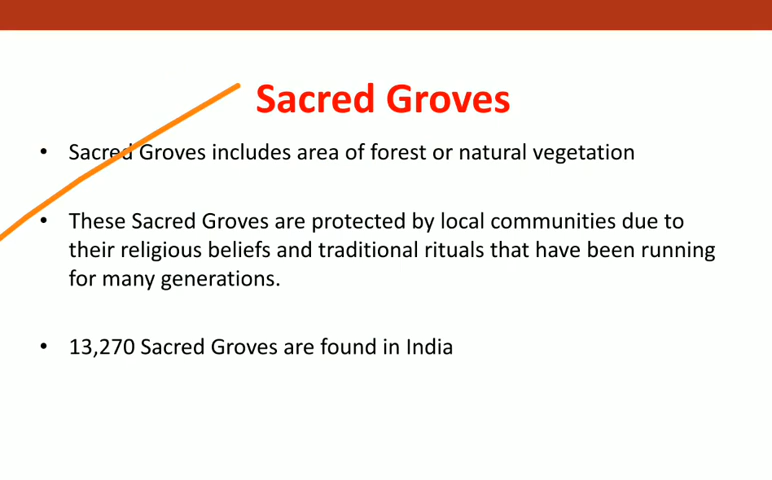 Sacred Groves
• Sacred Groves includes area of forest or natural vegetation
• These Sacred Groves are protected by local communities due to
their religious beliefs and traditional rituals that have been running
for many generations.
• 13,270 Sacred Groves are found in India